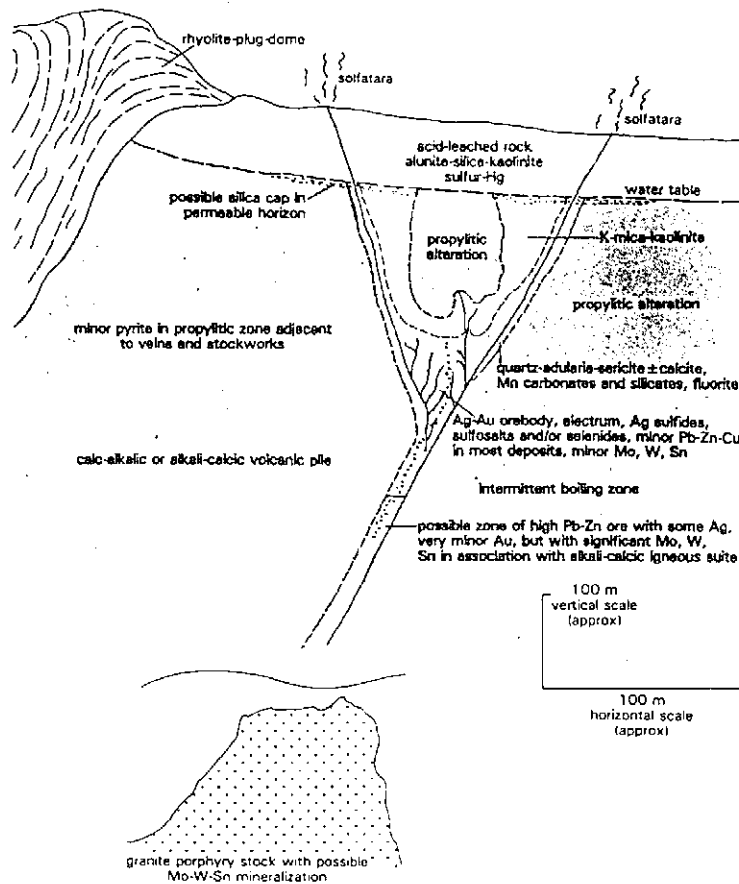 rhyolite-plug-dome
solfatara
solfatara
acid-leached rock
alunite-silica-kaolinite
sulfur-Hg
water table
possible silica cap in
permeable horizon
propylitic
alteration
K-mica-kaolinite
propylitic alteration
minor pyrite in propylitic zone adjacent
to veins and stockworks
quartz-adularia-sericite ± calcite,
Mn carbonates and silicates, fluorite
Ag-Au orebody, electrum, Ag sulfides,
sulfosalts and/or selenides, minor Pb-Zn-Cu
in most deposits, minor Mo, W, Sn
calc-alkalic or alkali-calcic volcanic pile
intermittent boiling zone
possible zone of high Pb-Zn ore with some Ag,
very minor Au, but with significant Mo, W,
Sn in association with alkali-calcic igneous suite
100 m
vertical scale
(approx)
100 m
horizontal scale
(approx)
granite porphyry stock with possible
Mo-W-Sn mineralization